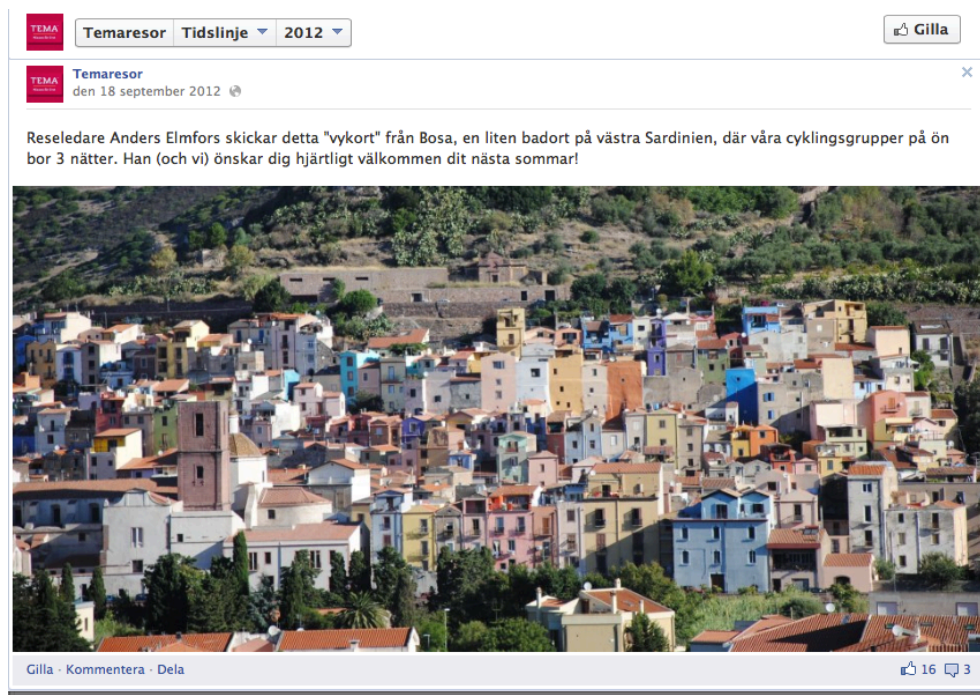 TEMA
Temaresor Tidslinje 2012
Gilla
TEMA
Temaresor
den 18 september 2012
Reseledare Anders Elmfors skickar detta "vykort" från Bosa, en liten badort på västra Sardinien, där våra cyklingsgrupper på ön
bor 3 nätter. Han (och vi) önskar dig hjärtligt välkommen dit nästa sommar!
Gilla · Kommentera · Dela
16 3